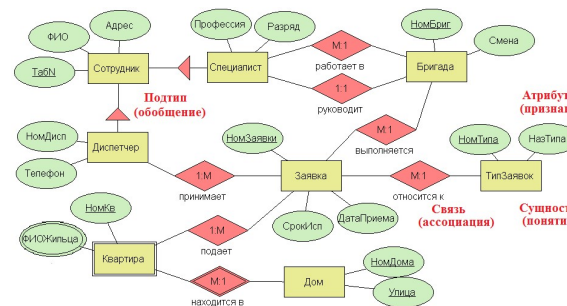 Адрес
ФИО
ТабN
Сотрудник
Профессия
Разряд
Специалист
М:1
работает в
1:1
руководит
НомБриг
Смена
Бригада
Подтип
(обобщение)
Атрибут
(признак
НомДисп
Телефон
Диспетчер
1:М
принимает
НомЗаявки
Заявка
М:1
выполняется
М:1
относится к
НомТипа
НазТипа
ТипЗаявок
СрокИсп
ДатаПриема
Связь
(ассоциация)
Сущност
(поняти
НомКв
ФИОЖильца
Квартира
1:М
подает
М:1
находится в
Дом
НомДома
Улица